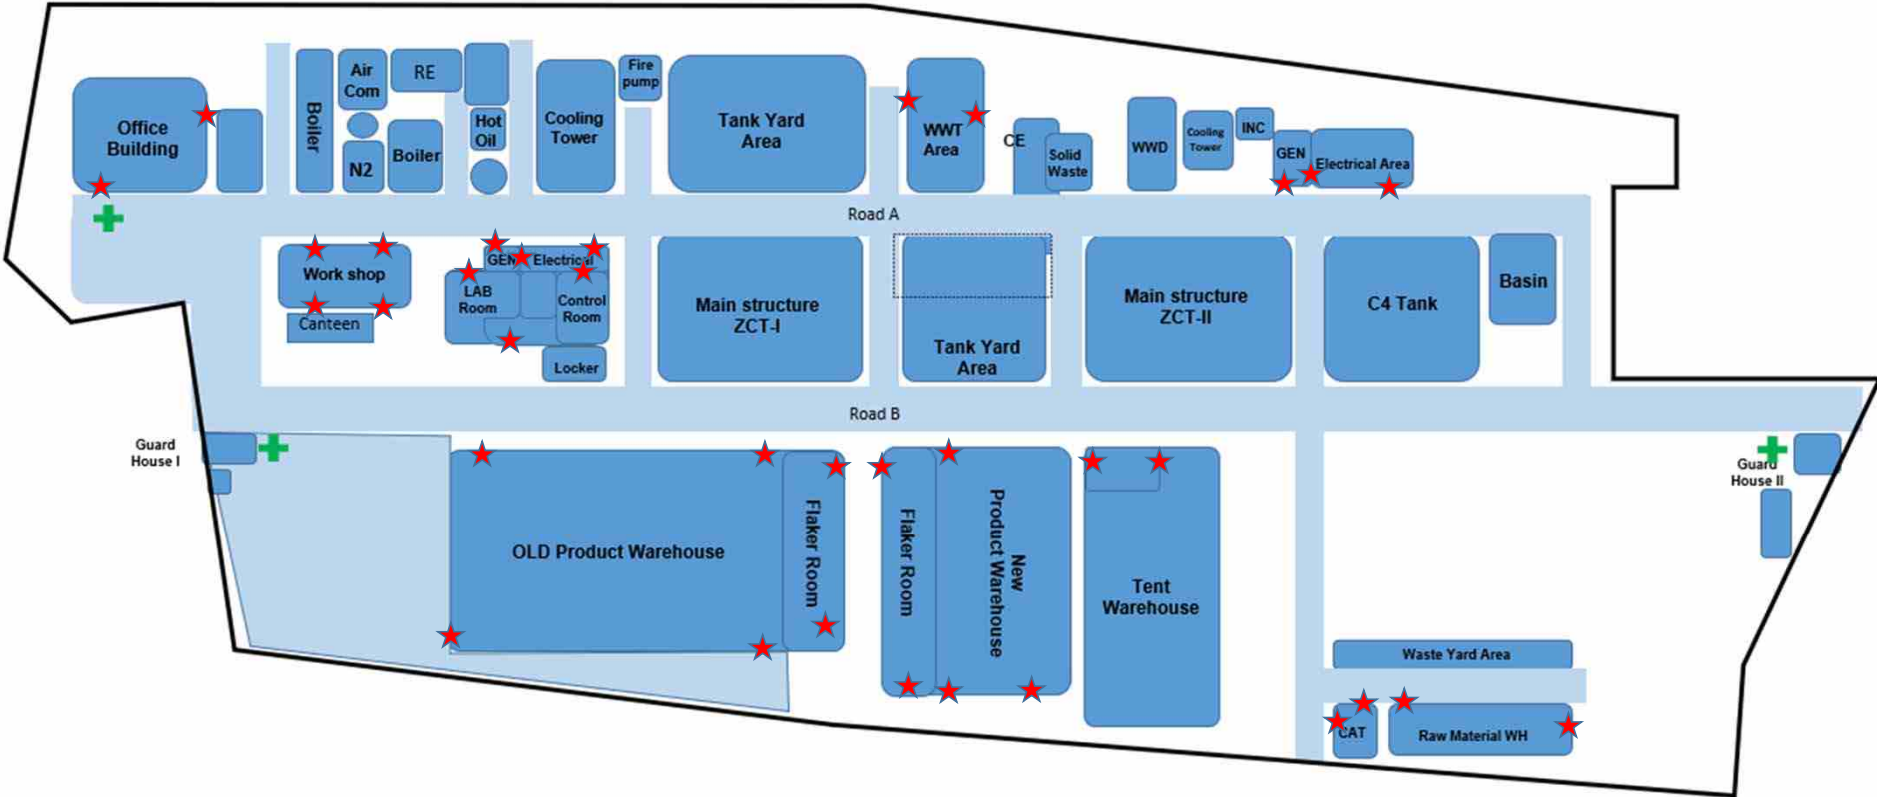 Office
Building
Boiler
Air
Com
N2
RE
Boiler
Hot
Oil
Cooling
Tower
Fire
pump
Tank Yard
Area
WWT
Area
CE
Solid
Waste
WWD
Cooling
Tower
INC
GEN
Electrical Area
Road A
Work shop
Canteen
GEN
Electrical
LAB
Room
Control
Room
Locker
Main structure
ZCT-I
Tank Yard
Area
Main structure
ZCT-II
C4 Tank
Basin
Road B
Guard
House I
OLD Product Warehouse
Flaker Room
Flaker Room
New
Product Warehouse
Tent
Warehouse
Guard
House II
Waste Yard Area
CAT
Raw Material WH